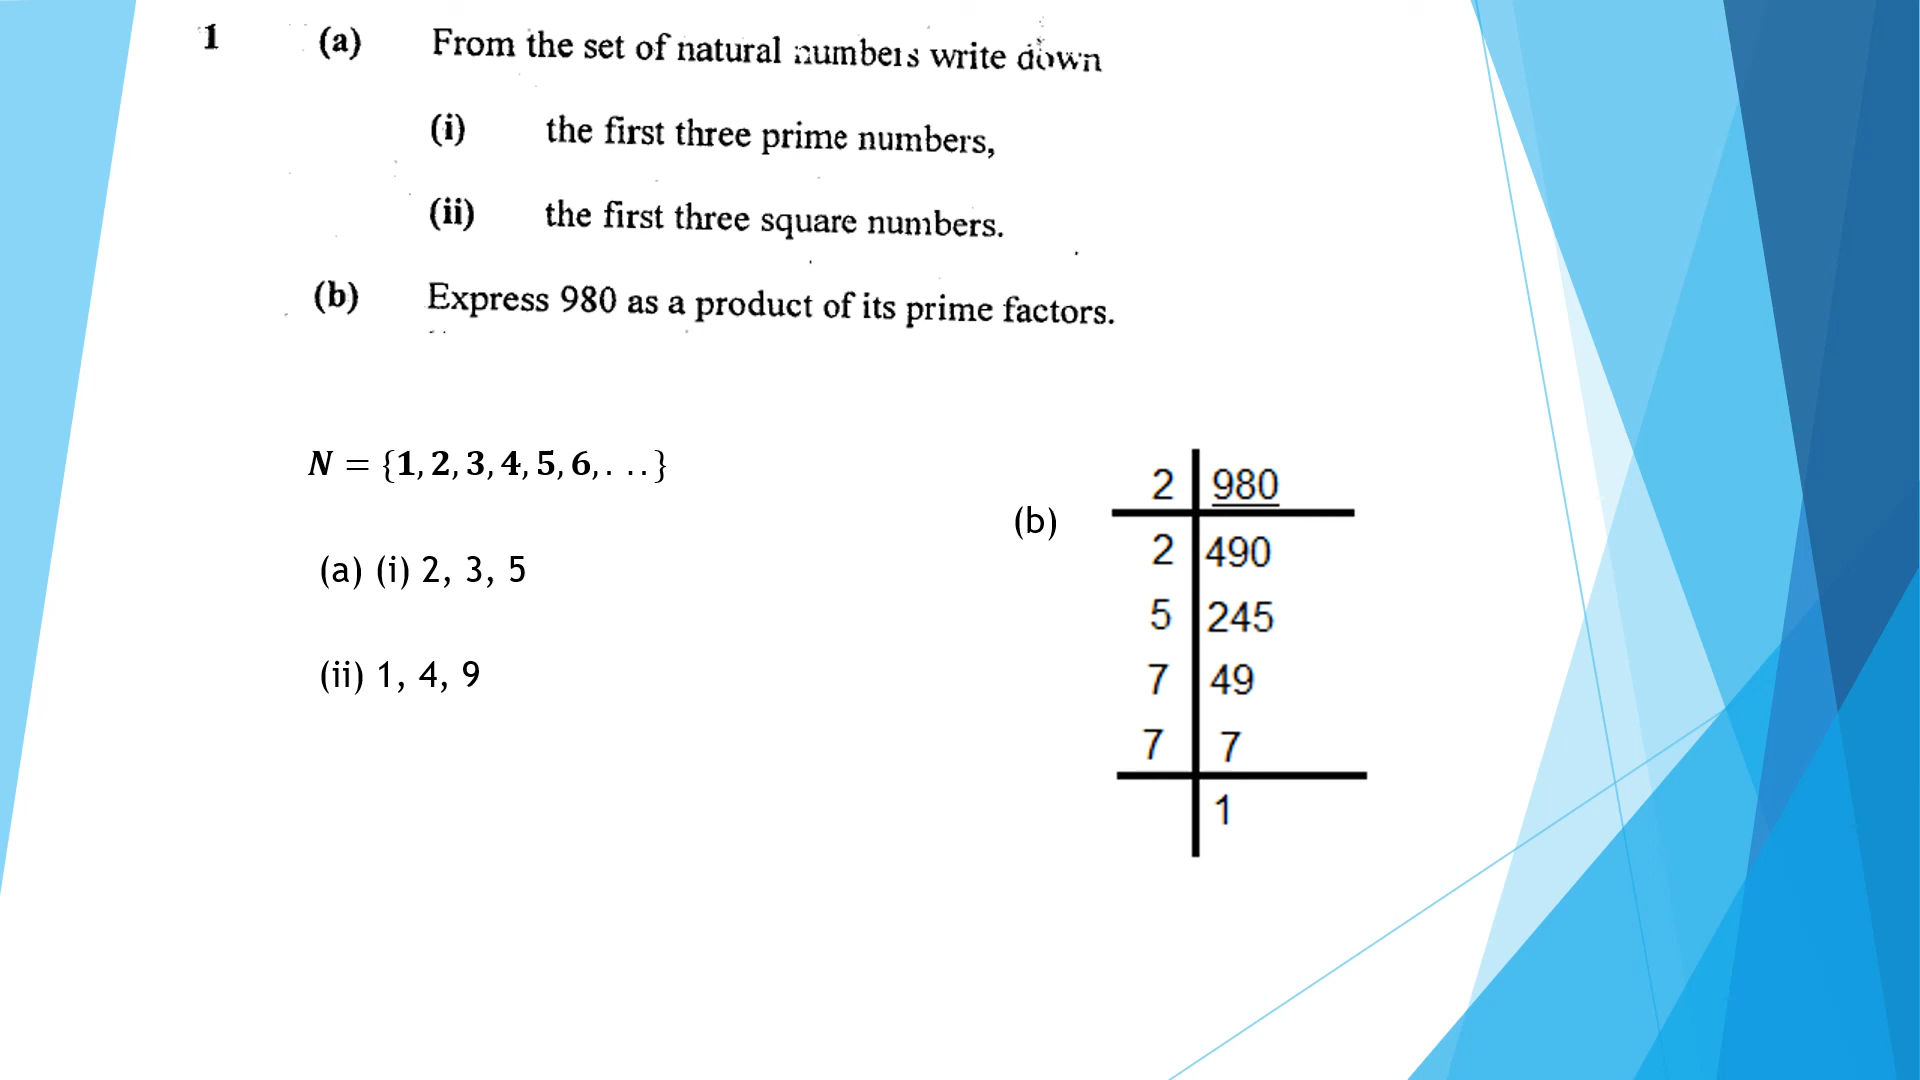 1 (a) From the set of natural numbers write down
(i) the first three prime numbers,
(ii) the first three square numbers.
(b) Express 980 as a product of its prime factors.
N = {1, 2, 3, 4, 5, 6, . . . }
(a) (i) 2, 3, 5
(ii) 1, 4, 9
(b)
2 980
2 490
5 245
7 49
7 7
1